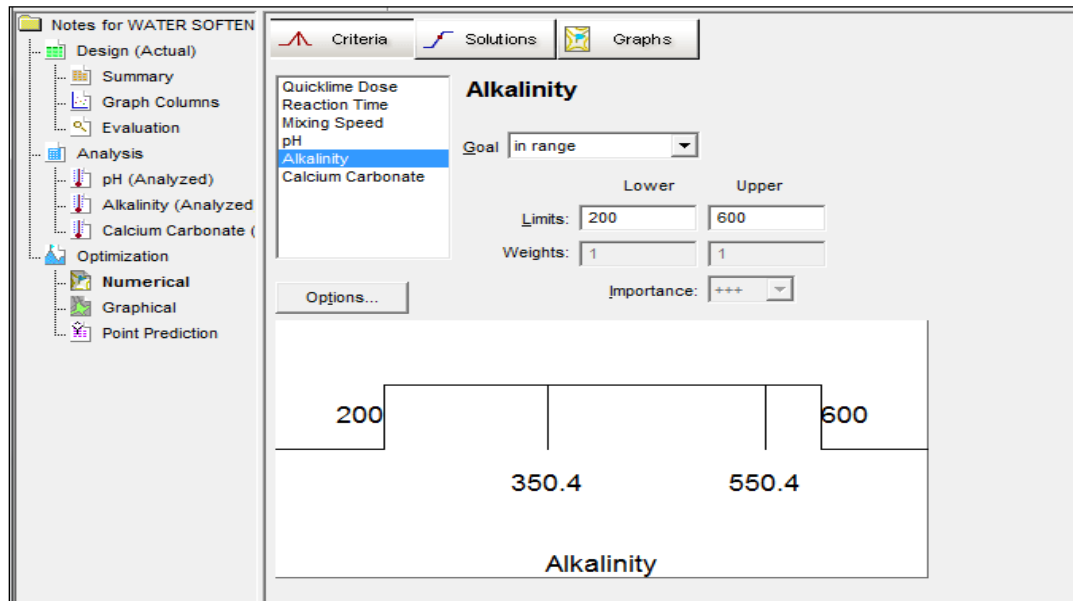 Notes for WATER SOFTEN
Design (Actual)
Summary
Graph Columns
Evaluation
Analysis
pH (Analyzed)
Alkalinity (Analyzed
Calcium Carbonate (
Optimization
Numerical
Graphical
Point Prediction
Criteria Solutions Graphs
Quicklime Dose
Reaction Time
Mixing Speed
pH
Alkalinity
Calcium Carbonate
Options...
Alkalinity
Goal in range
Lower Upper
Limits: 200 600
Weights: 1 1
Importance: +++
200 600
350.4 550.4
Alkalinity